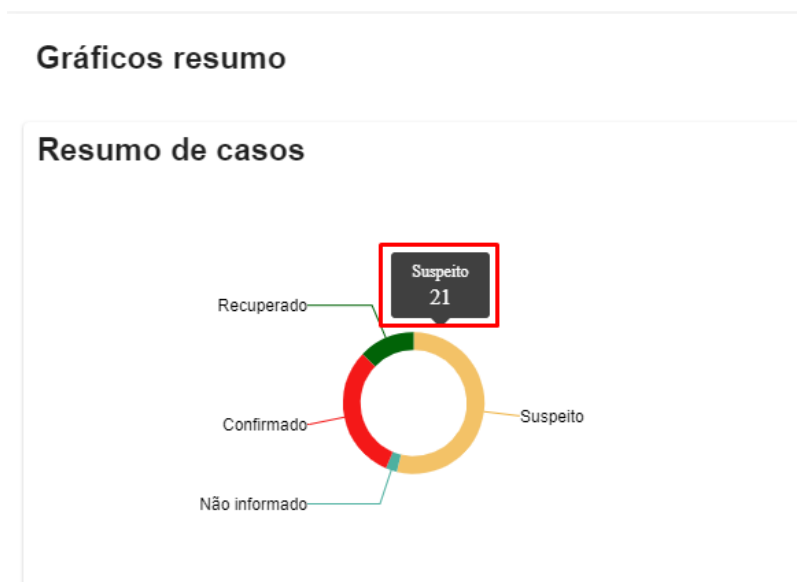 Gráficos resumo
Resumo de casos
Suspeito
21
Recuperado
Confirmado
Suspeito
Não informado